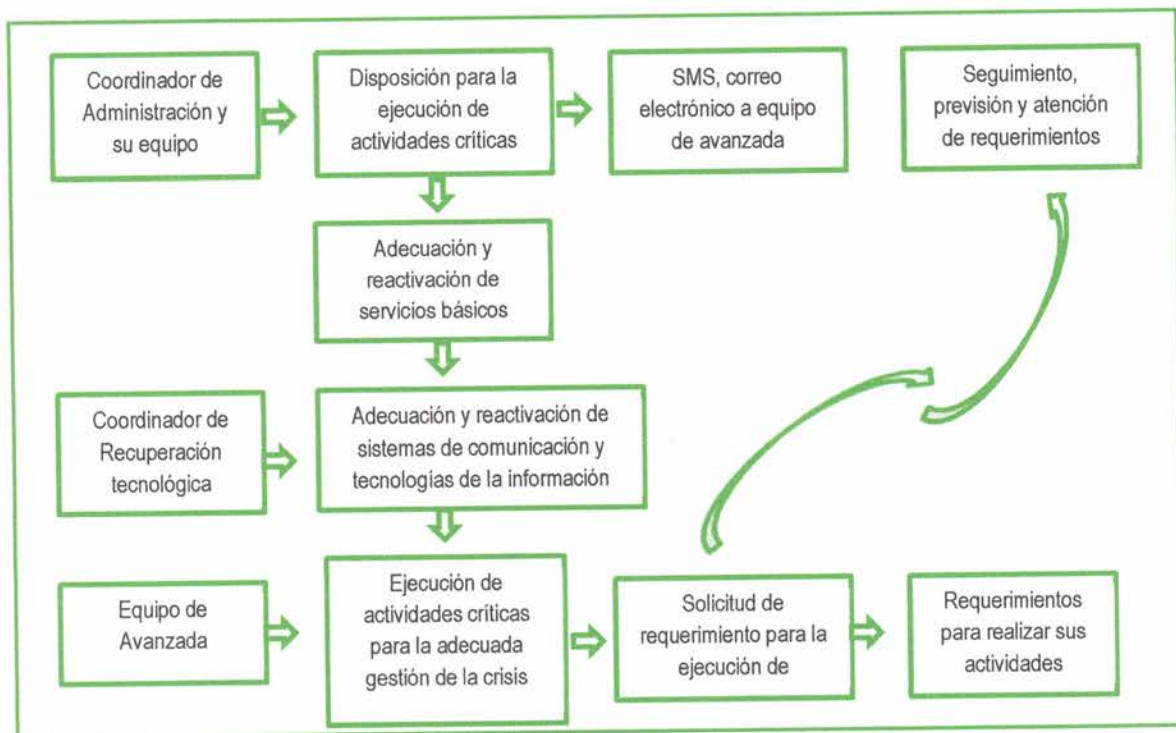 Coordinador de
Administración y
su equipo
Disposición para la
ejecución de
actividades críticas
SMS, correo
electrónico a equipo
de avanzada
Seguimiento,
previsión y atención
de requerimientos
Adecuación y
reactivación de
servicios básicos
Coordinador de
Recuperación
tecnológica
Adecuación y reactivación de
sistemas de comunicación y
tecnologías de la información
Equipo de
Avanzada
Ejecución de
actividades críticas
para la adecuada
gestión de la crisis
Solicitud de
requerimiento para la
ejecución de
Requerimientos
para realizar sus
actividades